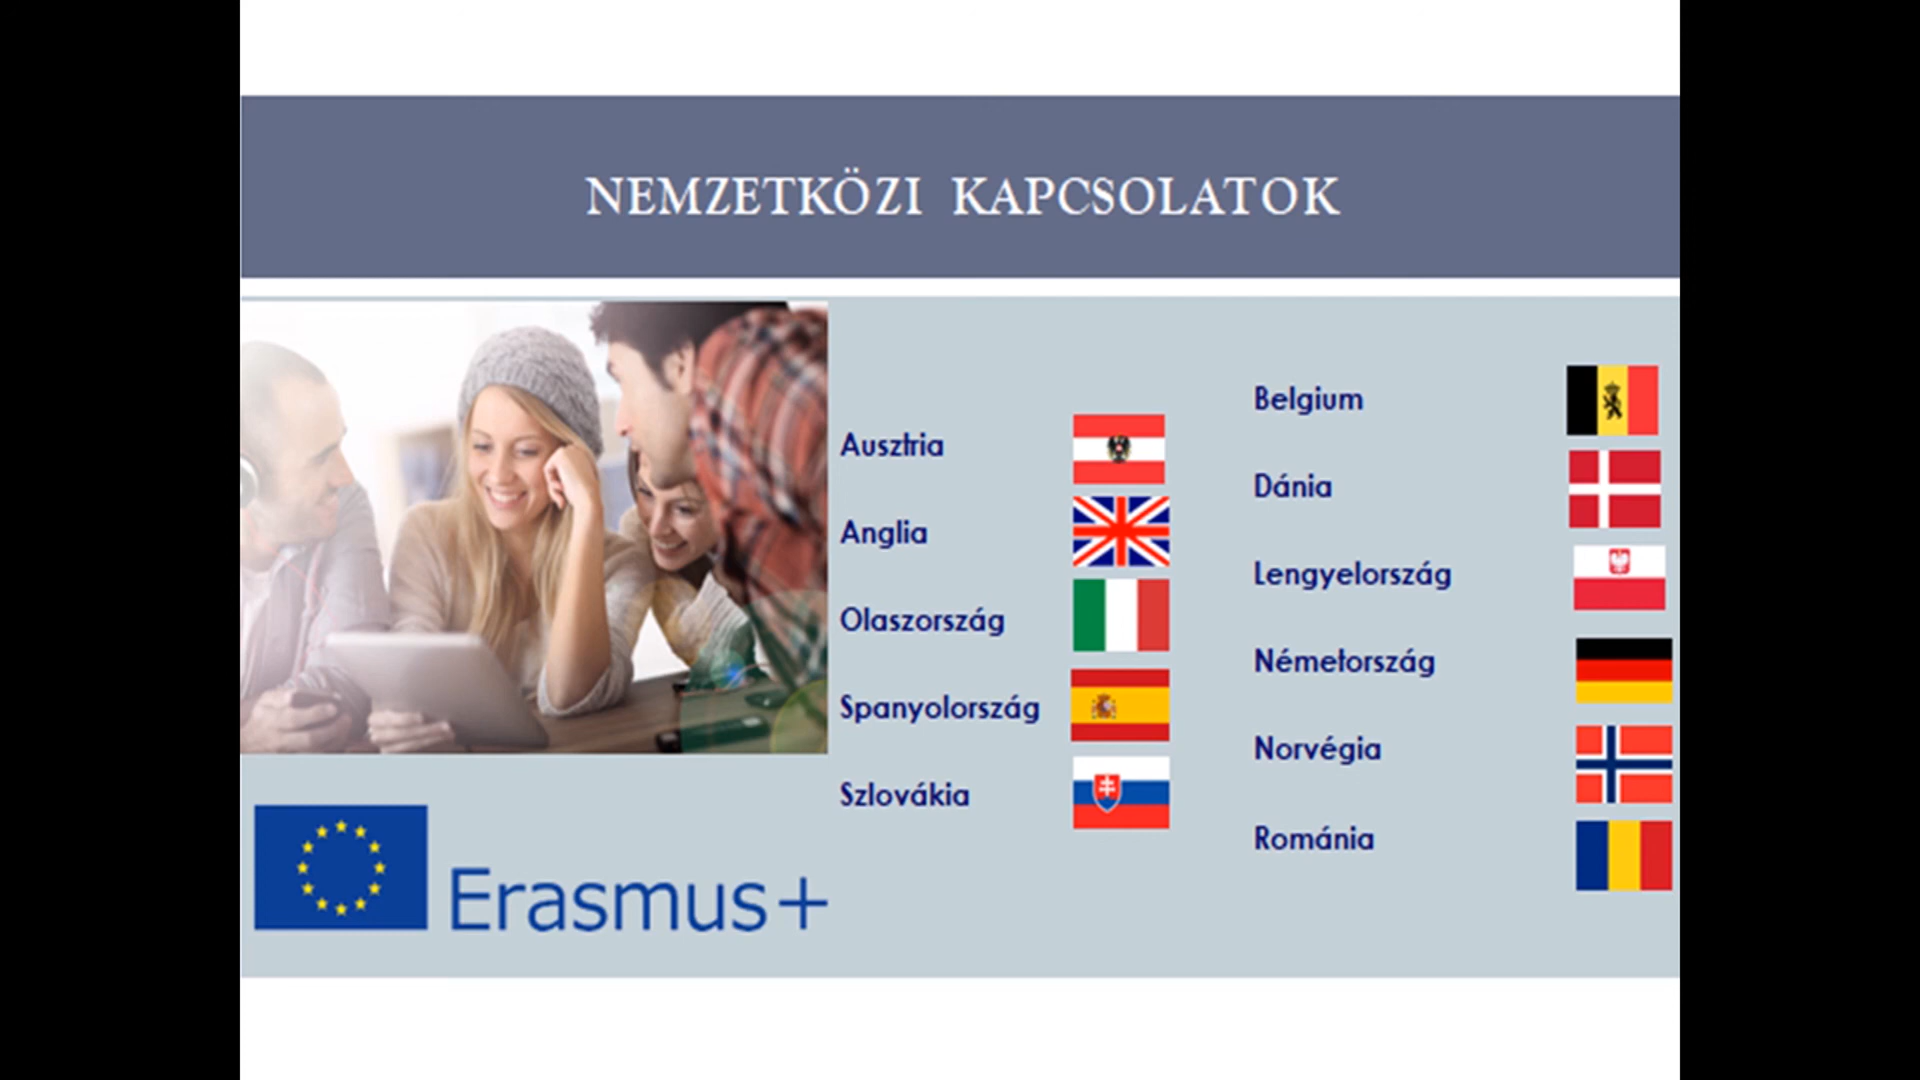 NEMZETKÖZI KAPCSOLATOK
Ausztria
Anglia
Olaszország
Spanyolország
Szlovákia
Belgium
Dánia
Lengyelország
Németország
Norvégia
Románia
Erasmus+